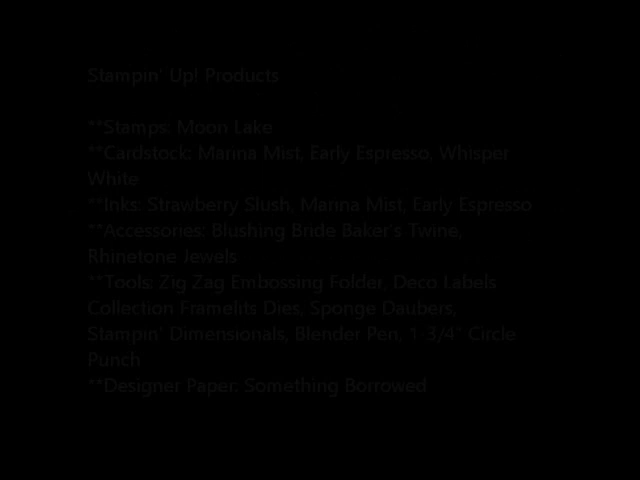 Stampin' Up! Products
**Stamps: Moon Lake
**Cardstock: Marina Mist, Early Espresso, Whisper
White
**Inks: Strawberry Slush, Marina Mist, Early Espresso
**Accessories: Blushing Bride Baker's Twine,
Rhinetone Jewels
**Tools: Zig Zag Embossing Folder, Deco Labels
Collection Framelits Dies, Sponge Daubers,
Stampin' Dimensionals, Blender Pen, 1-3/4" Circle
Punch
**Designer Paper: Something Borrowed